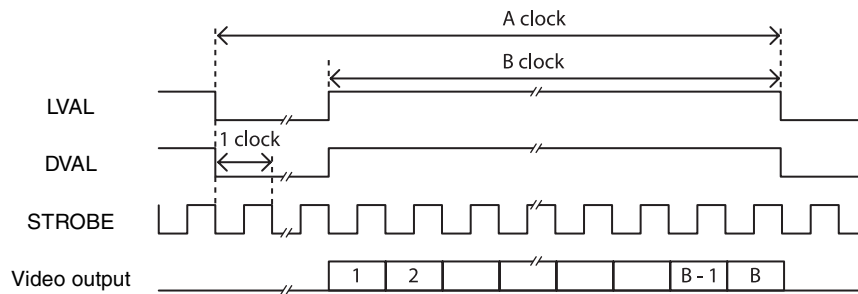 A clock
B clock
LVAL
1 clock
DVAL
STROBE
Video output 1 2 B - 1 B